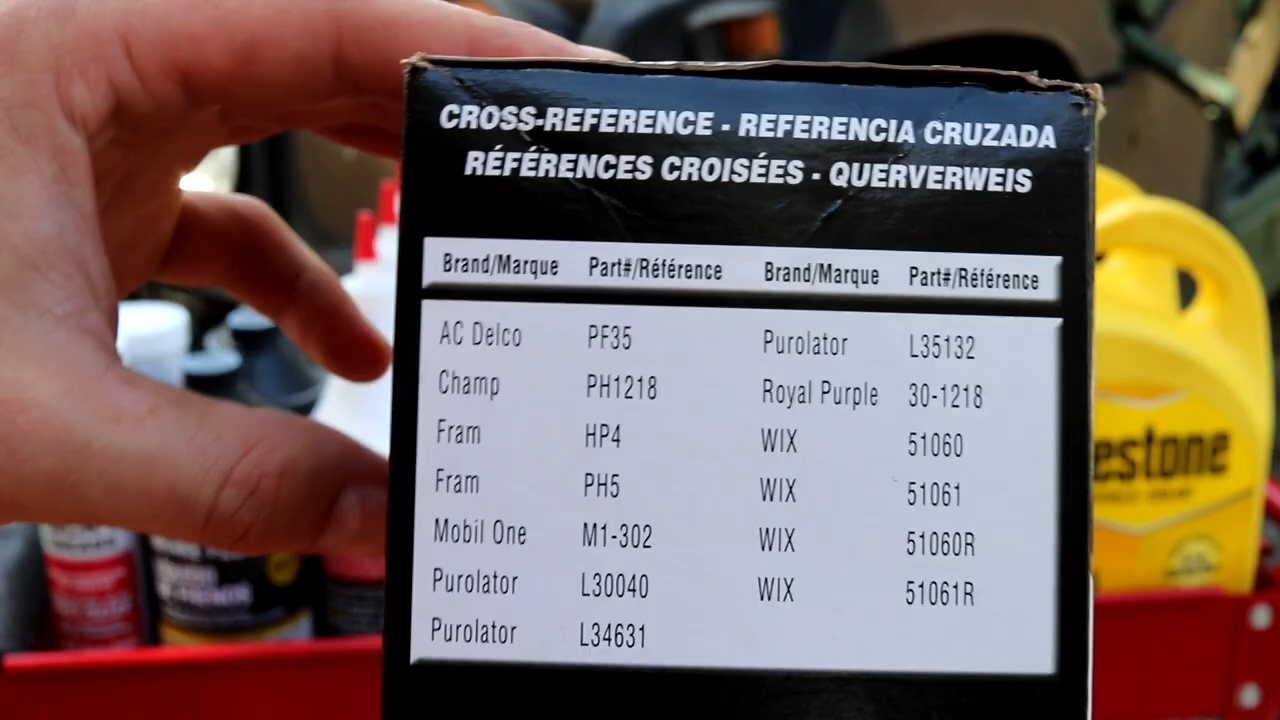 CROSS-REFERENCE - REFERENCIA CRUZADA
RÉFÉRENCES CROISÉES - QUERVERWEIS
Brand/Marque Part#/Référence Brand/Marque Part#/Référence
AC Delco PF35 Purolator L35132
Champ PH1218 Royal Purple 30-1218
Fram HP4 WIX 51060
Fram PH5 WIX 51061
Mobil One M1-302 WIX 51060R
Purolator L30040 WIX 51061R
Purolator L34631
estone